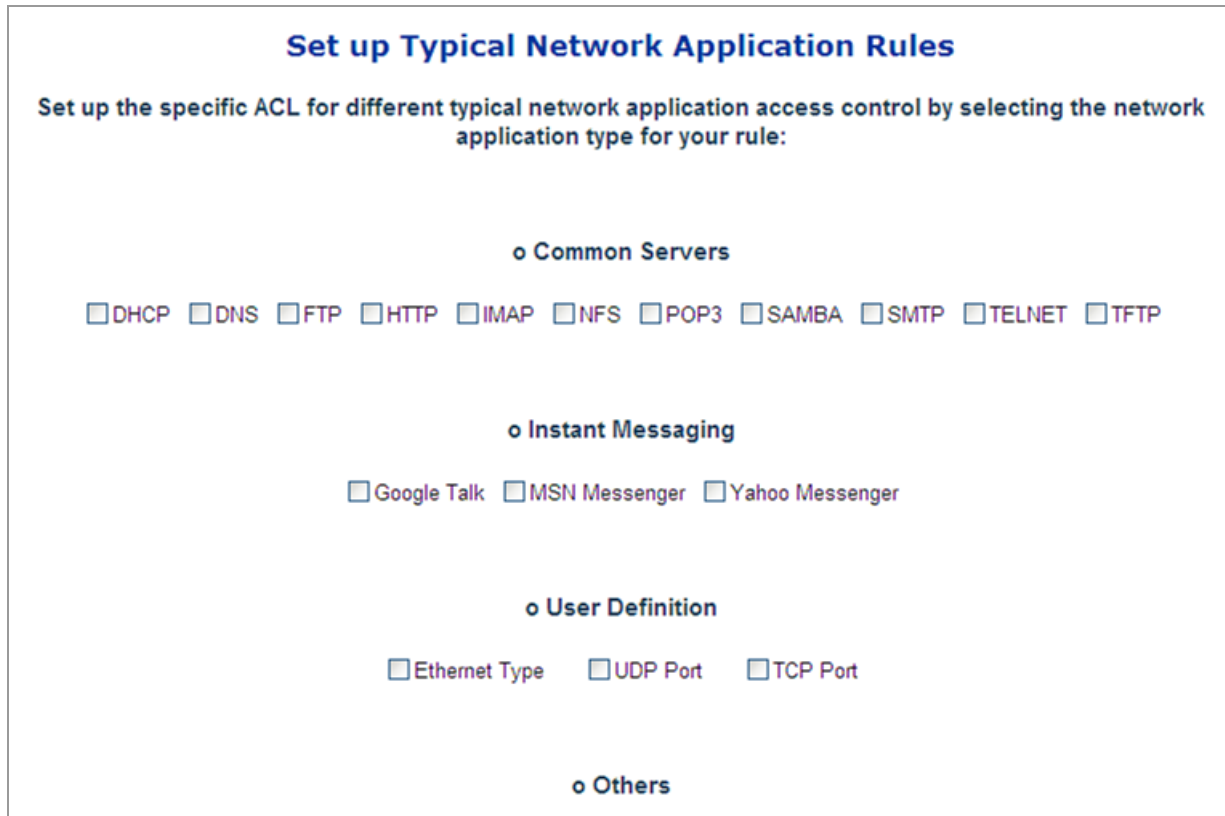 Set up Typical Network Application Rules
Set up the specific ACL for different typical network application access control by selecting the network
application type for your rule:
o Common Servers
DHCP DNS FTP HTTP IMAP NFS POP3 SAMBA SMTP TELNET TFTP
o Instant Messaging
Google Talk MSN Messenger Yahoo Messenger
o User Definition
Ethernet Type UDP Port TCP Port
o Others